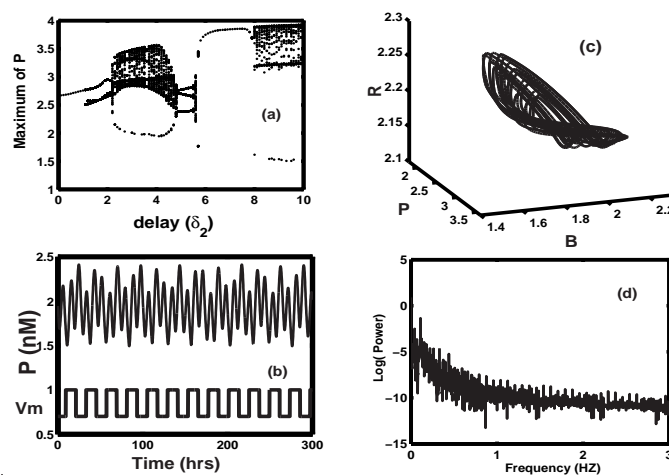 4
3.5
3
2.5
2
1.5
1
Maximum of P
(a)
0 2 4 6 8 10
delay (δ2)
2.3
2.25
2.2
2.15
2.1
R
(c)
2
2.5
3
3.5
P
1.4 1.6 1.8 2 2.2
B
2.5
2
1.5
1
0.5
P (nM)
Vm
(b)
0 100 200 300
Time (hrs)
5
0
−5
−10
−15
Log( Power)
(d)
0 1 2 3
Frequency (HZ)